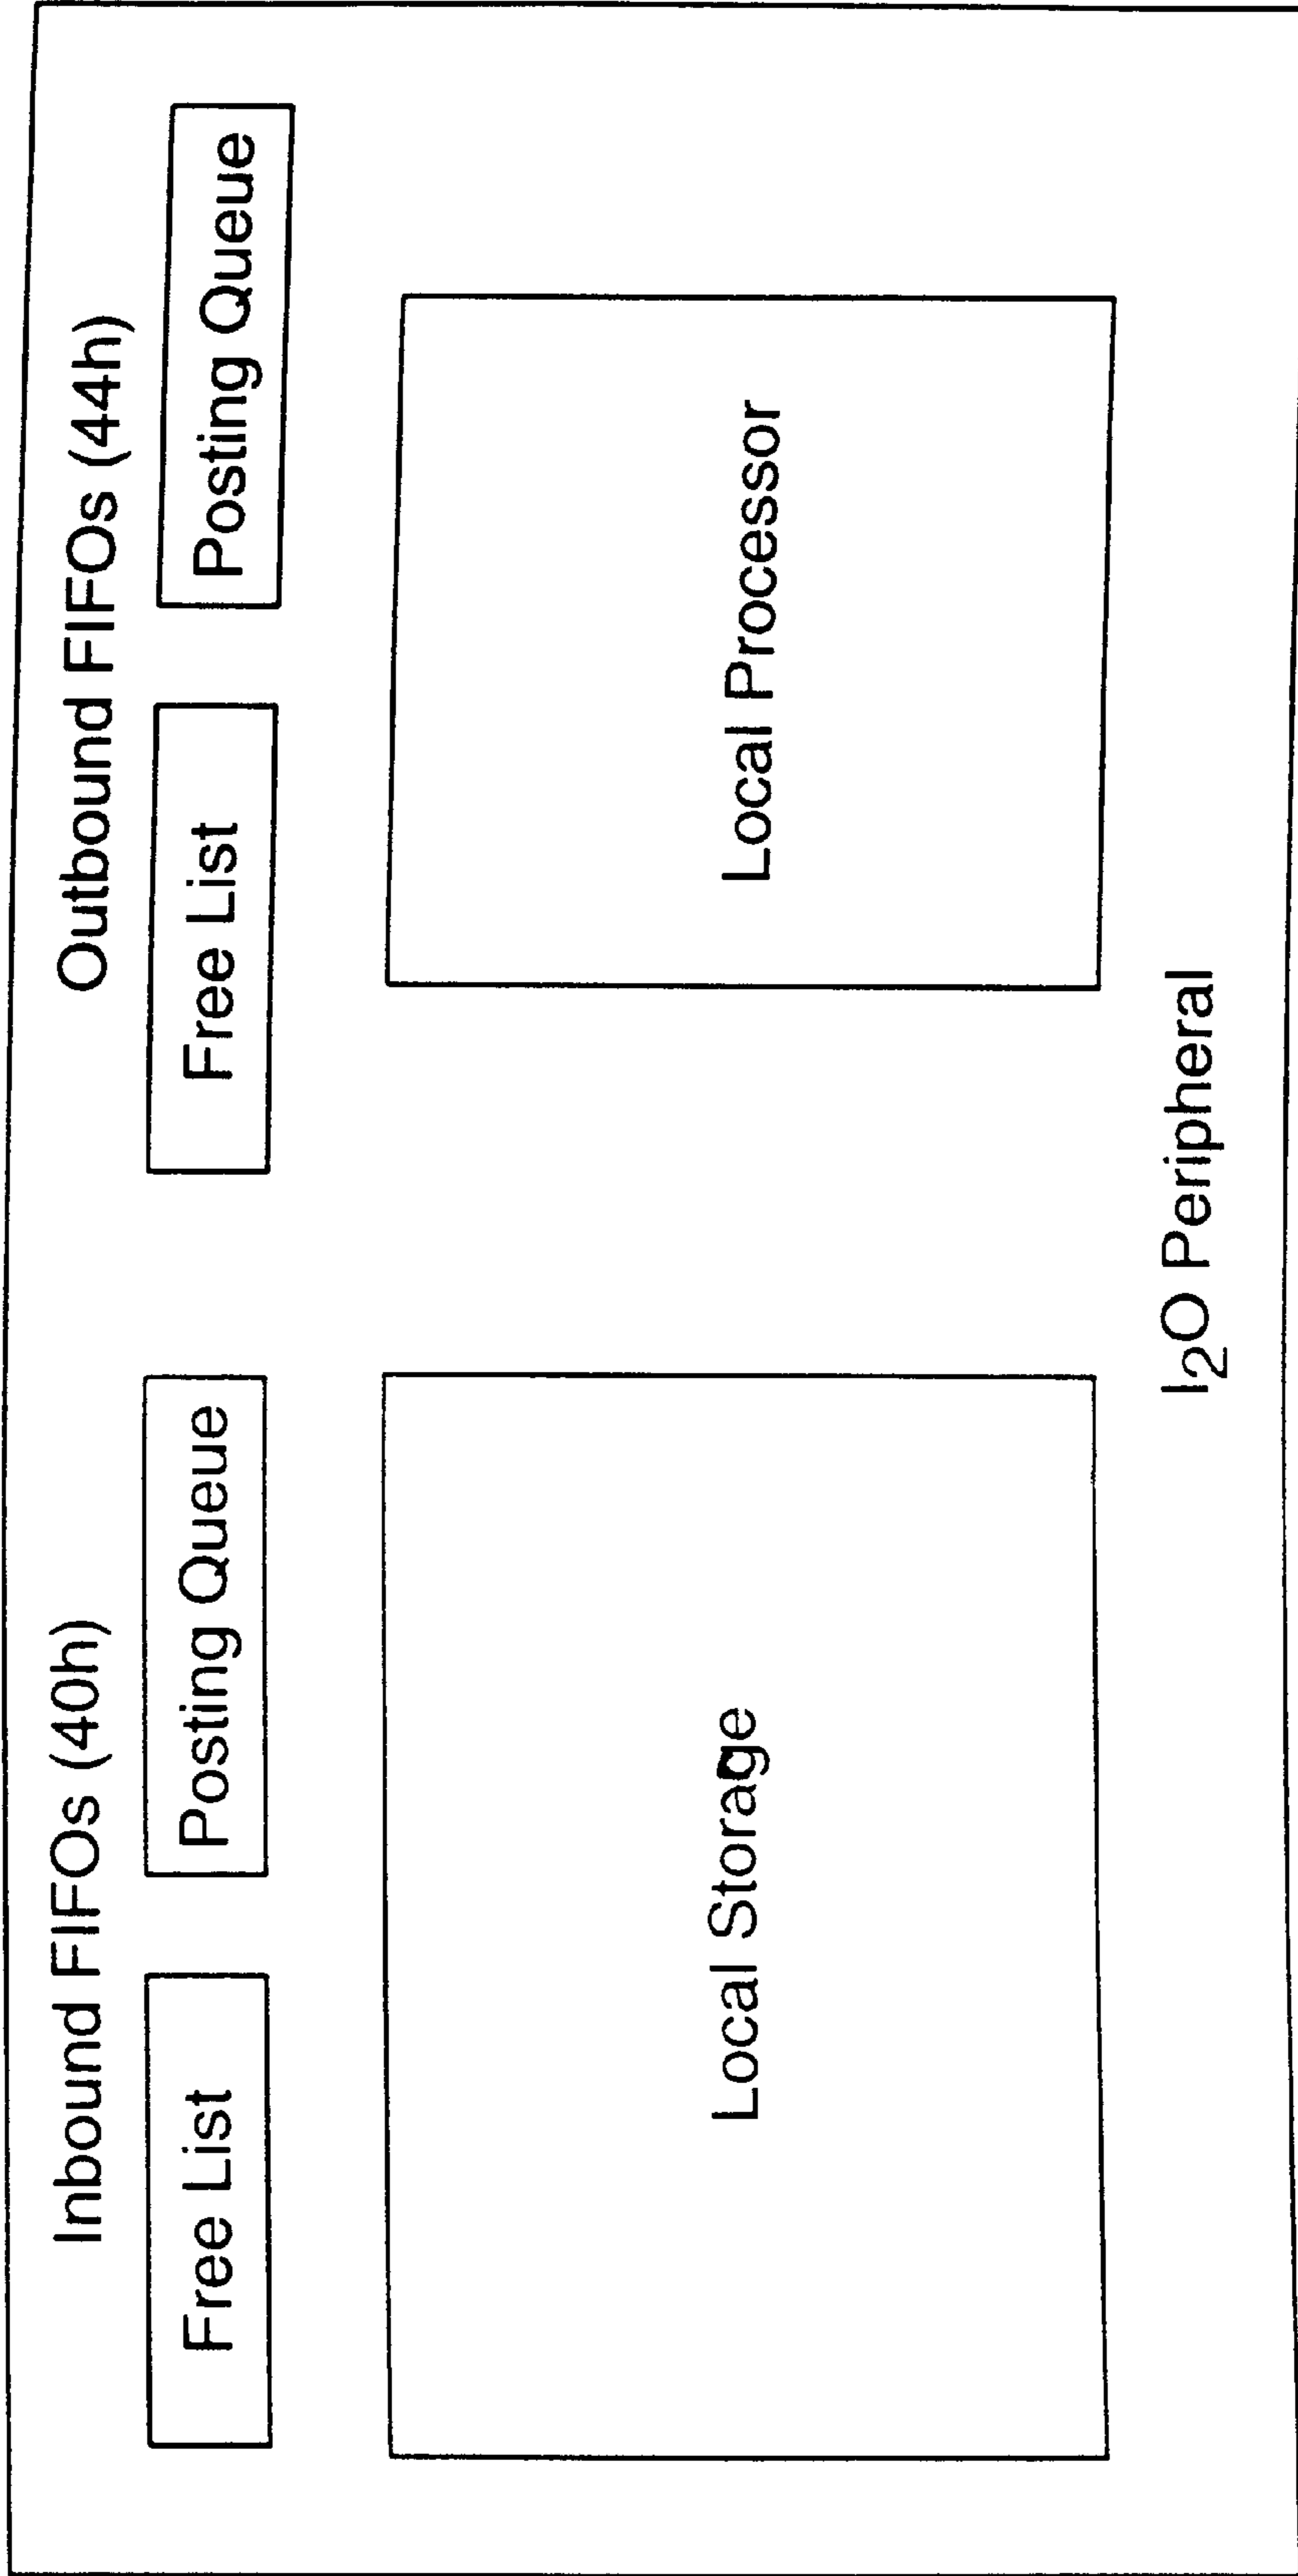 Inbound FIFOs (40h)
Outbound FIFOs (44h)
Free List
Posting Queue
Free List
Posting Queue
Local Storage
Local Processor
I₂O Peripheral